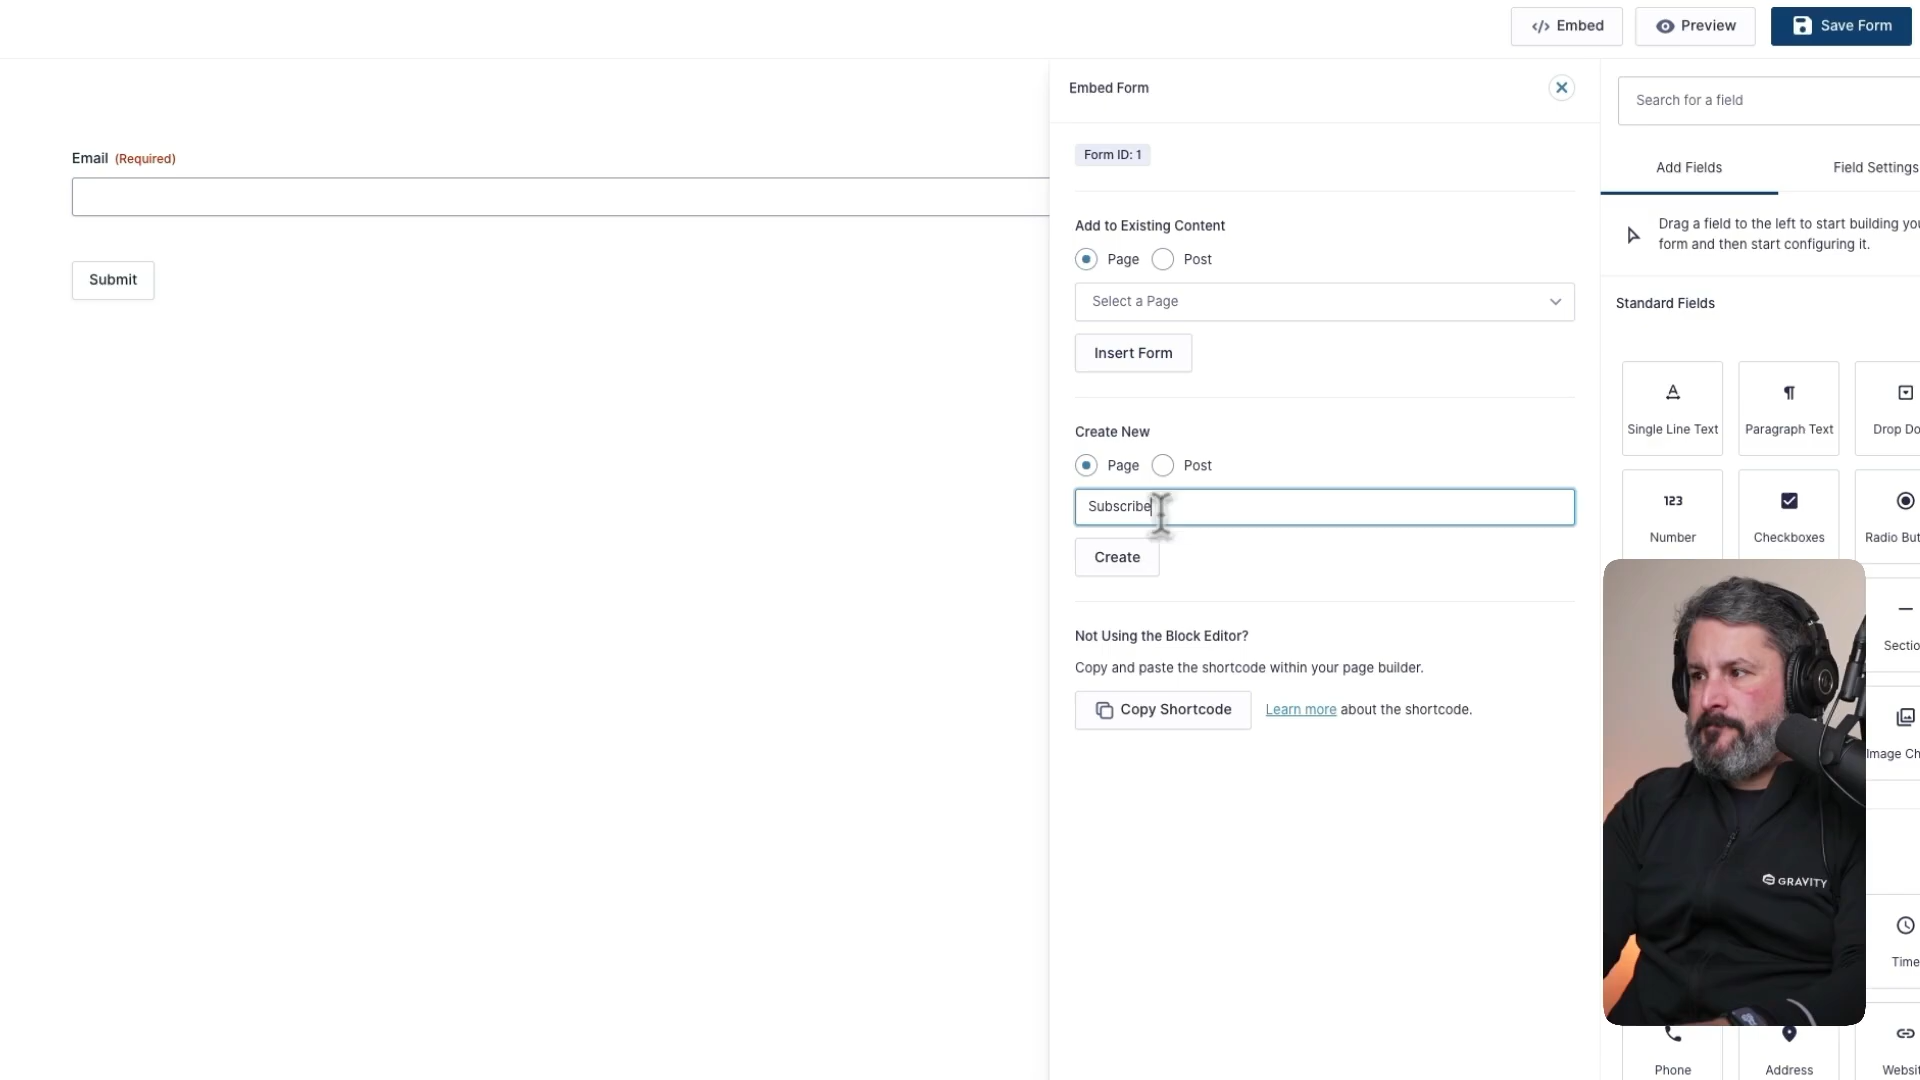 Embed
Preview
Save Form
Embed Form
Form ID: 1
Add to Existing Content
Page
Post
Select a Page
Insert Form
Create New
Page
Post
Subscribe
Create
Not Using the Block Editor?
Copy and paste the shortcode within your page builder.
Copy Shortcode
Learn more about the shortcode.
Email (Required)
Submit
Search for a field
Add Fields
Field Settings
Drag a field to the left to start building you
form and then start configuring it.
Standard Fields
Single Line Text
Paragraph Text
Drop Do
123
Number
Checkboxes
Radio But
Sectio
Image Ch
Time
Phone
Address
Websi
GRAVITY